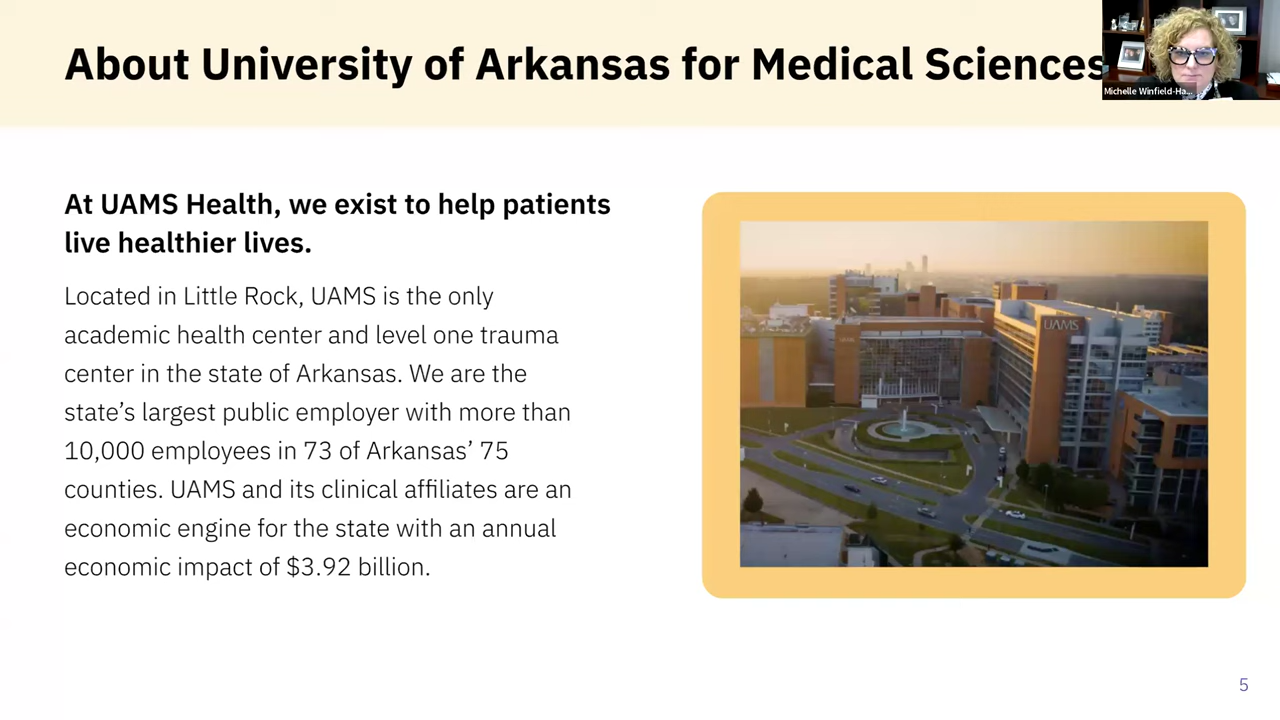 About University of Arkansas for Medical Sciences
Michelle Winfield-Ha...
At UAMS Health, we exist to help patients
live healthier lives.
Located in Little Rock, UAMS is the only
academic health center and level one trauma
center in the state of Arkansas. We are the
state’s largest public employer with more than
10,000 employees in 73 of Arkansas’ 75
counties. UAMS and its clinical affiliates are an
economic engine for the state with an annual
economic impact of $3.92 billion.
UAMS
5